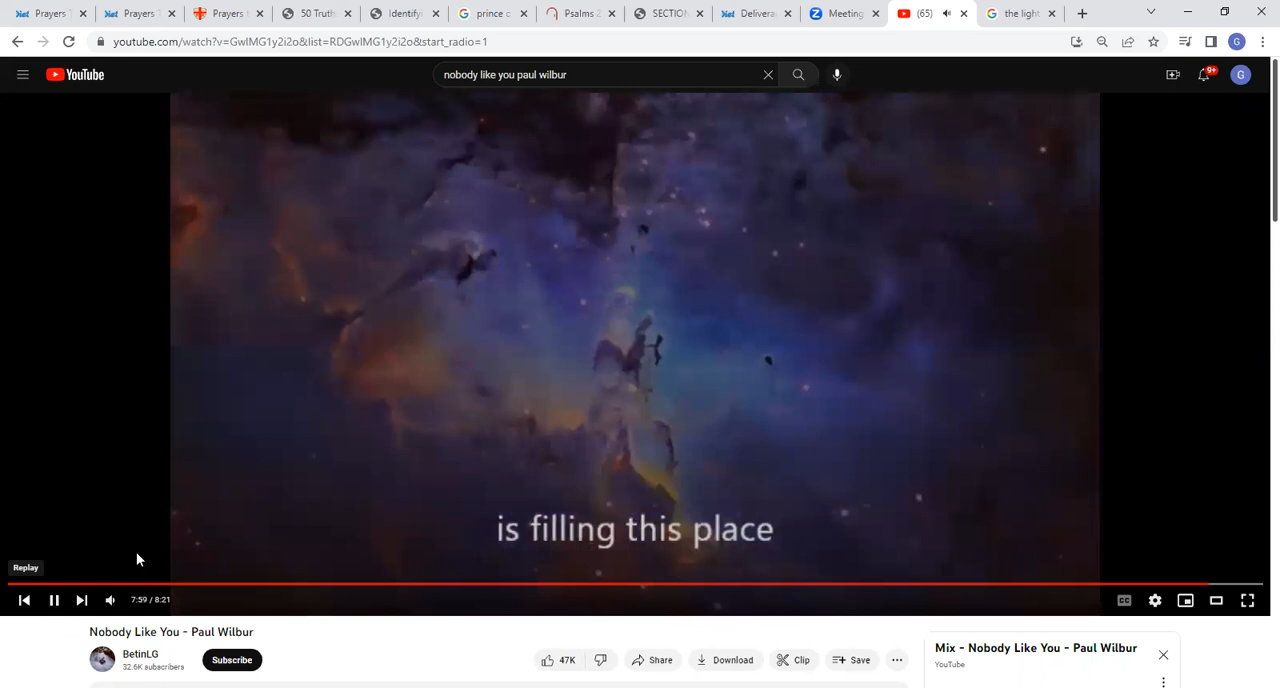 Prayers T
Prayers T
Prayers t
50 Truth
Identifyi
prince o
Psalms 2
SECTION
Delivera
Meeting
(65)
the light
youtube.com/watch?v=GwlMG1y2i2o&list=RDGwlMG1y2i2o&start_radio=1
G
YouTube
nobody like you paul wilbur
9+
G
is filling this place
Replay
7:59 / 8:21
CC
Nobody Like You - Paul Wilbur
BetinLG
32.6K subscribers
Subscribe
47K
Share
Download
Clip
Save
Mix - Nobody Like You - Paul Wilbur
YouTube